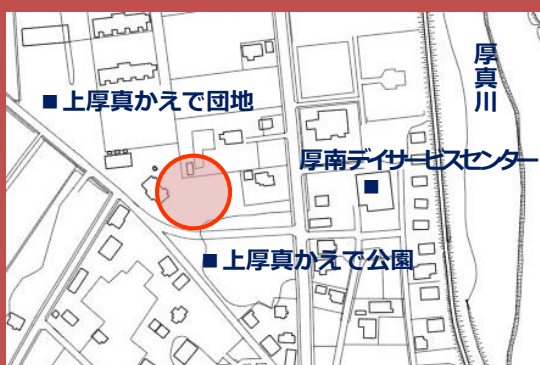 厚真川
■上厚真かえで団地
厚南デイサービスセンター
■
■上厚真かえで公園